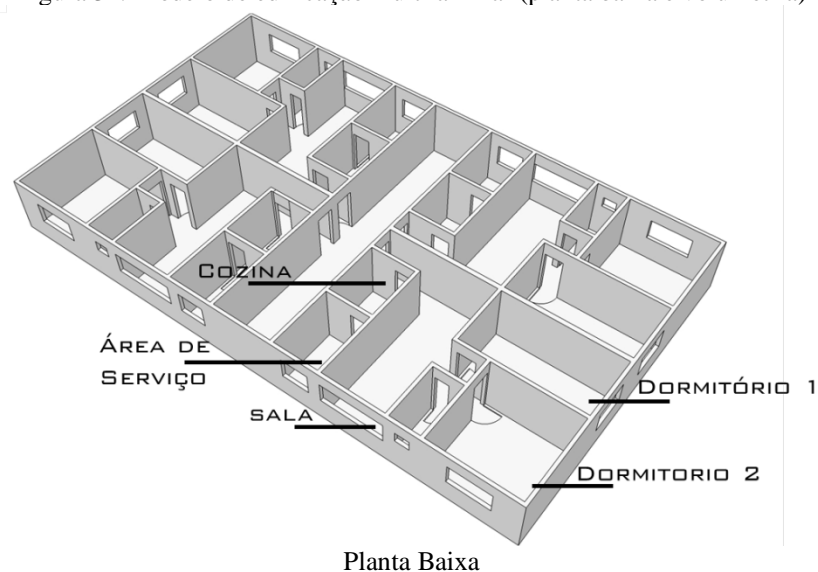 COZINA
ÁREA DE
SERVIÇO
SALA
DORMITÓRIO 1
DORMITORIO 2
Planta Baixa